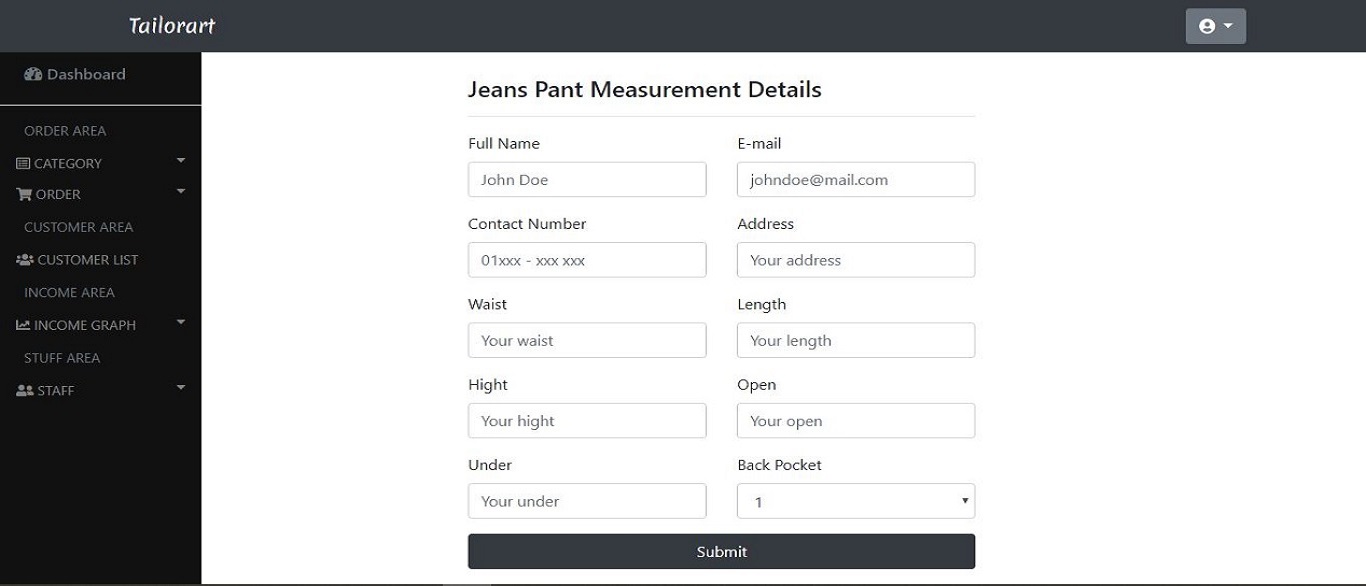 Tailorart
Dashboard
ORDER AREA
CATEGORY
ORDER
CUSTOMER AREA
CUSTOMER LIST
INCOME AREA
INCOME GRAPH
STUFF AREA
STAFF
Jeans Pant Measurement Details
Full Name
E-mail
John Doe
johndoe@mail.com
Contact Number
Address
01xxx - xxx xxx
Your address
Waist
Length
Your waist
Your length
Hight
Open
Your hight
Your open
Under
Back Pocket
Your under
1
Submit